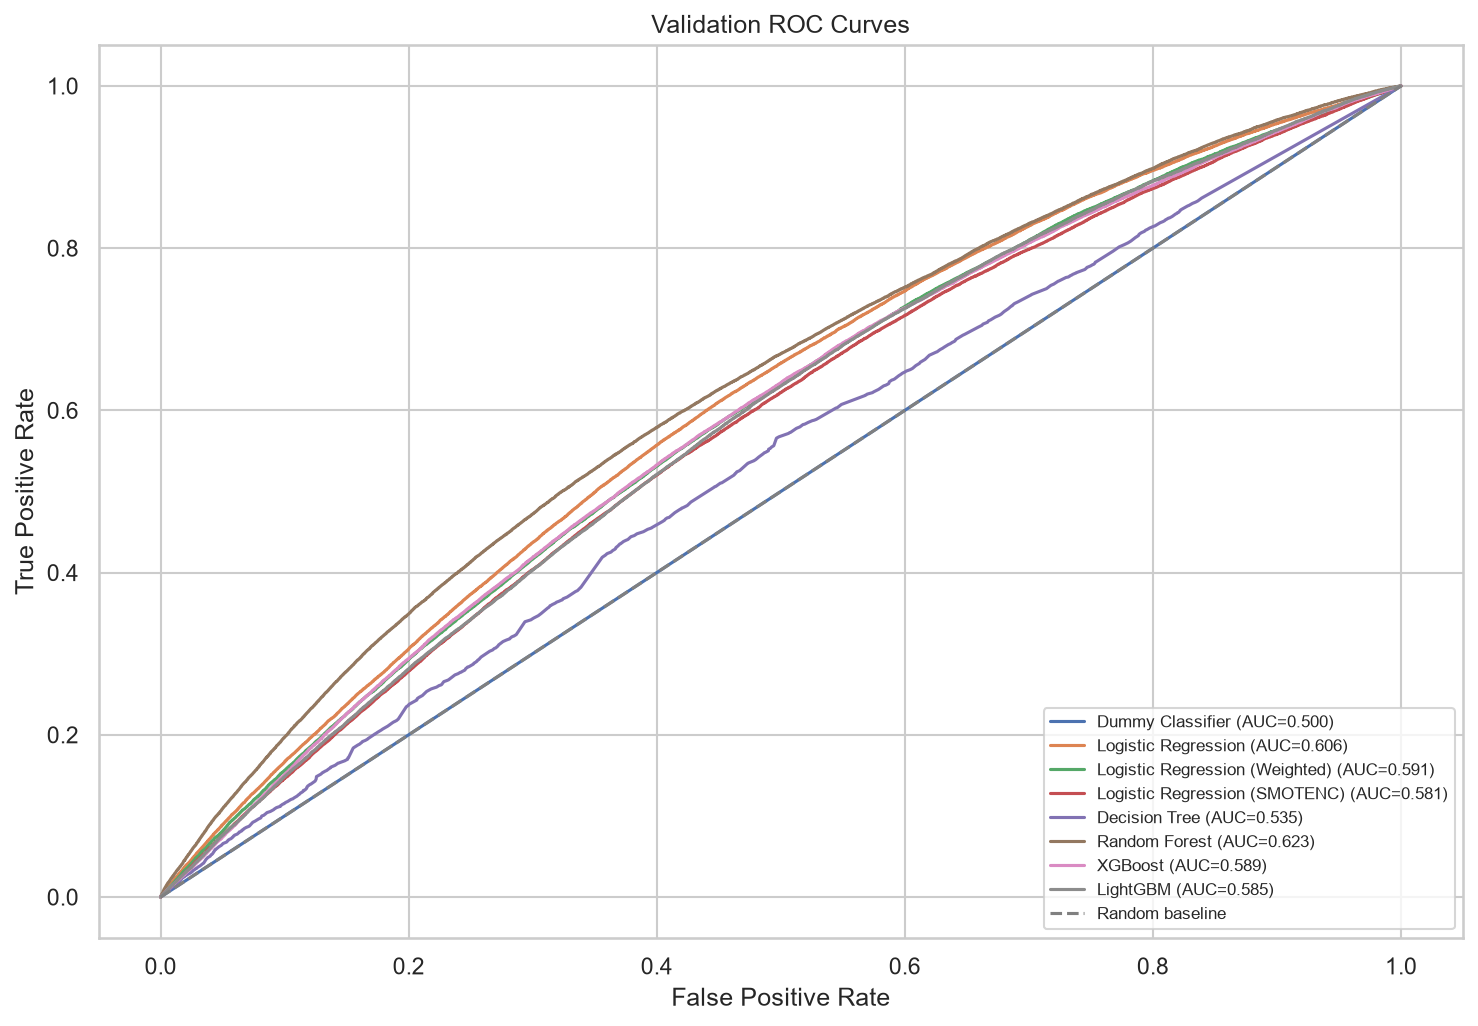 Validation ROC Curves
True Positive Rate
1.0
0.8
0.6
0.4
0.2
0.0
Dummy Classifier (AUC=0.500)
Logistic Regression (AUC=0.606)
Logistic Regression (Weighted) (AUC=0.591)
Logistic Regression (SMOTENC) (AUC=0.581)
Decision Tree (AUC=0.535)
Random Forest (AUC=0.623)
XGBoost (AUC=0.589)
LightGBM (AUC=0.585)
Random baseline
0.0 0.2 0.4 0.6 0.8 1.0
False Positive Rate